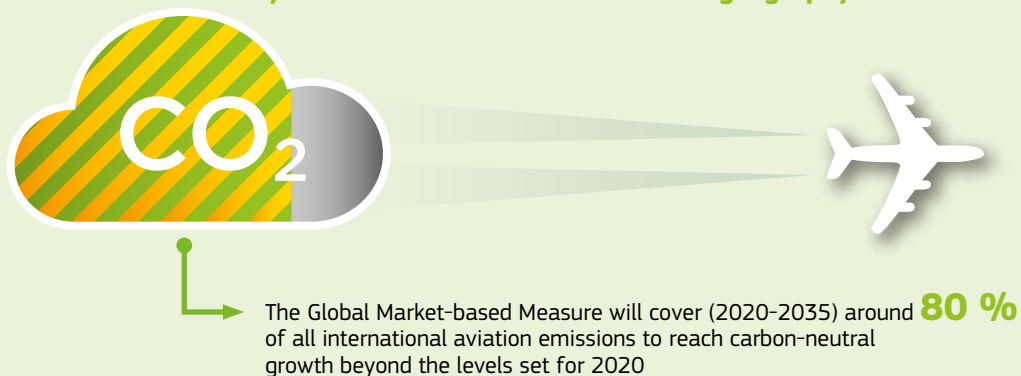 CO2
The Global Market-based Measure will cover (2020-2035) around 80 %
of all international aviation emissions to reach carbon-neutral
growth beyond the levels set for 2020